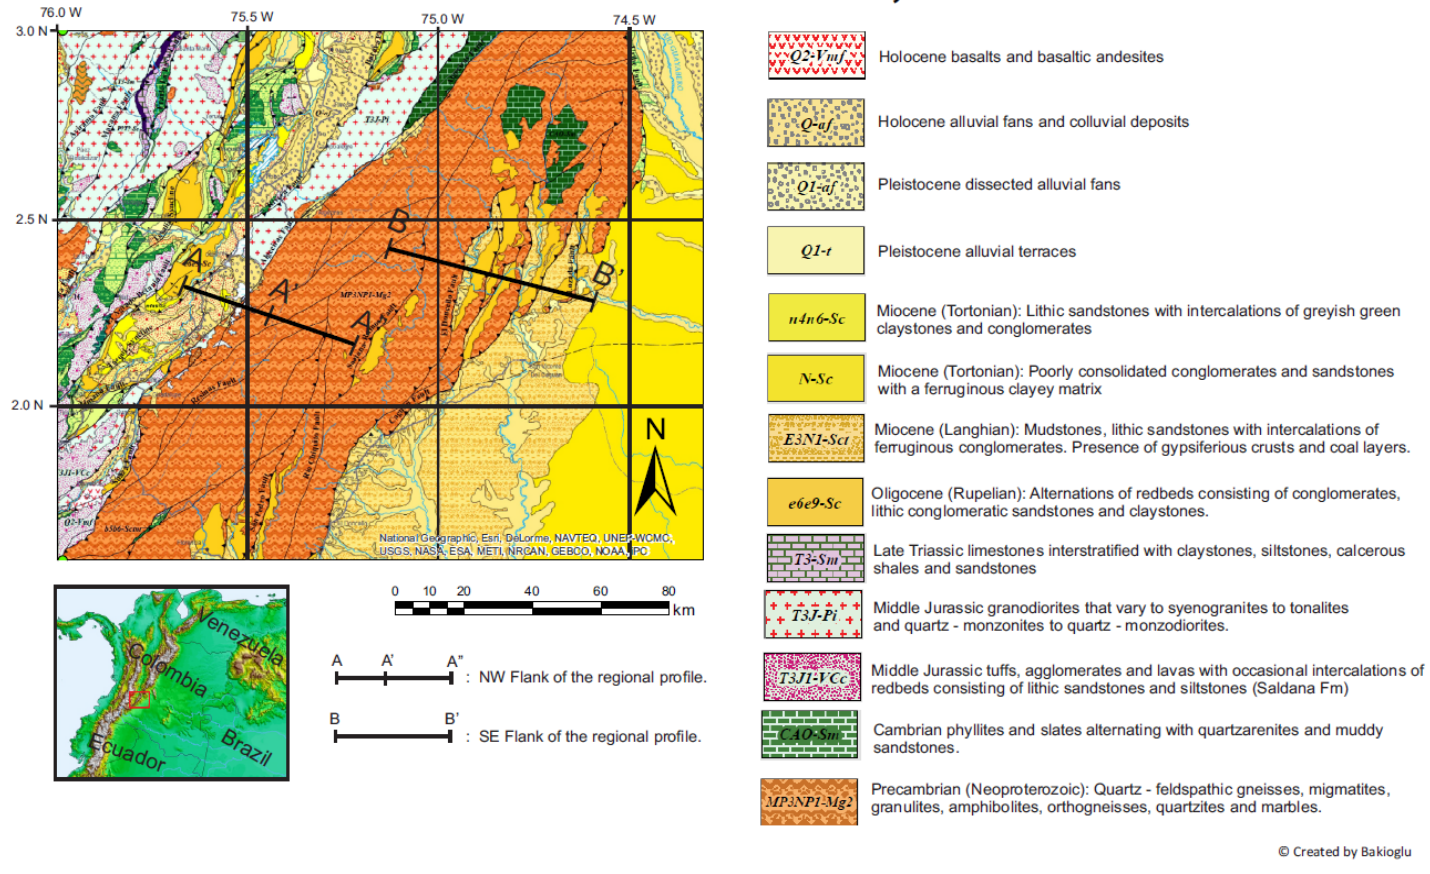 76.0 W
75.5 W
75.0 W
74.5 W
3.0 N
2.5 N
2.0 N
T3J-Pi
B
B'
A
A'
A
MP3NP1-Mg2
N
Q2-Vmf
National Geographic, Esri, DeLorme, NAVTEQ, UNEP-WCMC,
USGS, NASA, ESA, METI, NRCAN, GEBCO, NOAA, IPC
0 10 20 40 60 80
km
Venezuela
Colombia
Ecuador
Brazil
A A' A"
: NW Flank of the regional profile.
B B'
: SE Flank of the regional profile.
Q2-Vmf Holocene basalts and basaltic andesites
Q-af Holocene alluvial fans and colluvial deposits
Q1-af Pleistocene dissected alluvial fans
Q1-t Pleistocene alluvial terraces
n4n6-Sc Miocene (Tortonian): Lithic sandstones with intercalations of greyish green
claystones and conglomerates
N-Sc Miocene (Tortonian): Poorly consolidated conglomerates and sandstones
with a ferruginous clayey matrix
E3N1-Sct Miocene (Langhian): Mudstones, lithic sandstones with intercalations of
ferruginous conglomerates. Presence of gypsiferious crusts and coal layers.
e6e9-Sc Oligocene (Rupelian): Alternations of redbeds consisting of conglomerates,
lithic conglomeratic sandstones and claystones.
T3-Sm Late Triassic limestones interstratified with claystones, siltstones, calcerous
shales and sandstones
T3J-Pi Middle Jurassic granodiorites that vary to syenogranites to tonalites
and quartz - monzonites to quartz - monzodiorites.
T3J1-VCc Middle Jurassic tuffs, agglomerates and lavas with occasional intercalations of
redbeds consisting of lithic sandstones and siltstones (Saldana Fm)
CAO-Sm Cambrian phyllites and slates alternating with quartzarenites and muddy
sandstones.
MP3NP1-Mg2 Precambrian (Neoproterozoic): Quartz - feldspathic gneisses, migmatites,
granulites, amphibolites, orthogneisses, quartzites and marbles.
© Created by Bakioglu